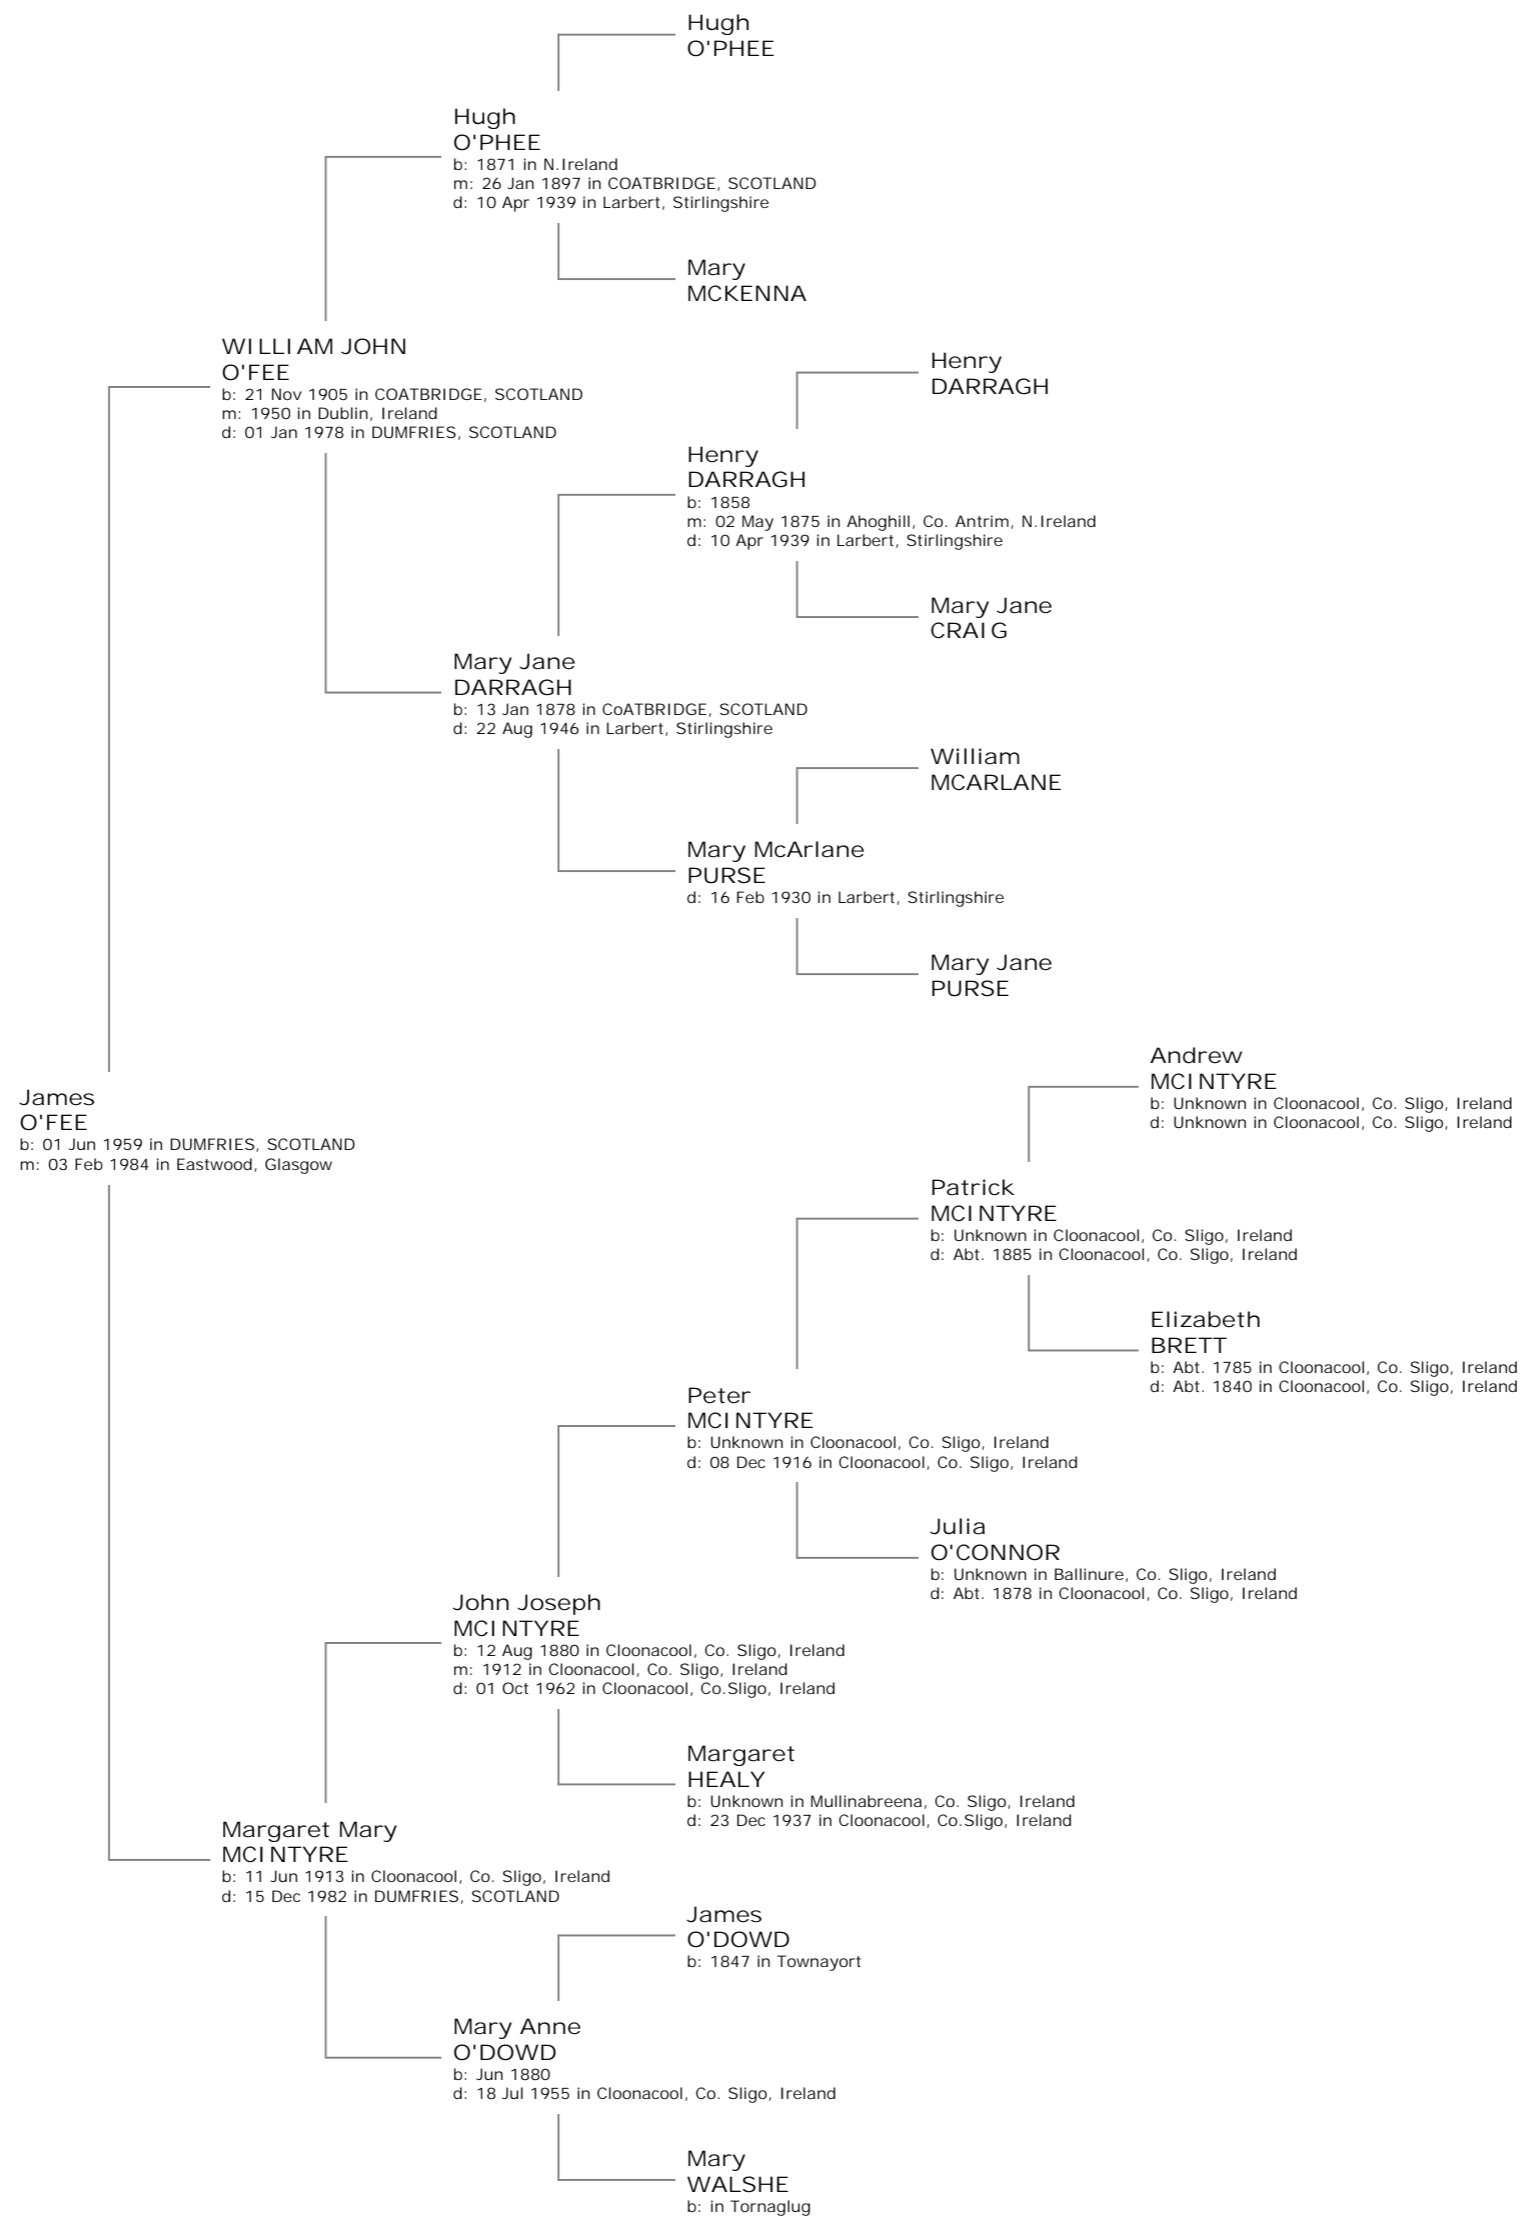 Hugh
O'PHEE
Hugh
O'PHEE
b: 1871 in N.Ireland
m: 26 Jan 1897 in COATBRIDGE, SCOTLAND
d: 10 Apr 1939 in Larbert, Stirlingshire
Mary
MCKENNA
WILLIAM JOHN
O'FEE
b: 21 Nov 1905 in COATBRIDGE, SCOTLAND
m: 1950 in Dublin, Ireland
d: 01 Jan 1978 in DUMFRIES, SCOTLAND
Henry
DARRAGH
Henry
DARRAGH
b: 1858
m: 02 May 1875 in Ahoghill, Co. Antrim, N.Ireland
d: 10 Apr 1939 in Larbert, Stirlingshire
Mary Jane
CRAIG
Mary Jane
DARRAGH
b: 13 Jan 1878 in CoATBRIDGE, SCOTLAND
d: 22 Aug 1946 in Larbert, Stirlingshire
William
MCARLANE
Mary McArlane
PURSE
d: 16 Feb 1930 in Larbert, Stirlingshire
Mary Jane
PURSE
James
O'FEE
b: 01 Jun 1959 in DUMFRIES, SCOTLAND
m: 03 Feb 1984 in Eastwood, Glasgow
Andrew
MCINTYRE
b: Unknown in Cloonacool, Co. Sligo, Ireland
d: Unknown in Cloonacool, Co. Sligo, Ireland
Patrick
MCINTYRE
b: Unknown in Cloonacool, Co. Sligo, Ireland
d: Abt. 1885 in Cloonacool, Co. Sligo, Ireland
Elizabeth
BRETT
b: Abt. 1785 in Cloonacool, Co. Sligo, Ireland
d: Abt. 1840 in Cloonacool, Co. Sligo, Ireland
Peter
MCINTYRE
b: Unknown in Cloonacool, Co. Sligo, Ireland
d: 08 Dec 1916 in Cloonacool, Co. Sligo, Ireland
Julia
O'CONNOR
b: Unknown in Ballinure, Co. Sligo, Ireland
d: Abt. 1878 in Cloonacool, Co. Sligo, Ireland
John Joseph
MCINTYRE
b: 12 Aug 1880 in Cloonacool, Co. Sligo, Ireland
m: 1912 in Cloonacool, Co. Sligo, Ireland
d: 01 Oct 1962 in Cloonacool, Co.Sligo, Ireland
Margaret
HEALY
b: Unknown in Mullinabreena, Co. Sligo, Ireland
d: 23 Dec 1937 in Cloonacool, Co.Sligo, Ireland
Margaret Mary
MCINTYRE
b: 11 Jun 1913 in Cloonacool, Co. Sligo, Ireland
d: 15 Dec 1982 in DUMFRIES, SCOTLAND
James
O'DOWD
b: 1847 in Townayort
Mary Anne
O'DOWD
b: Jun 1880
d: 18 Jul 1955 in Cloonacool, Co. Sligo, Ireland
Mary
WALSHE
b: in Tornaglug